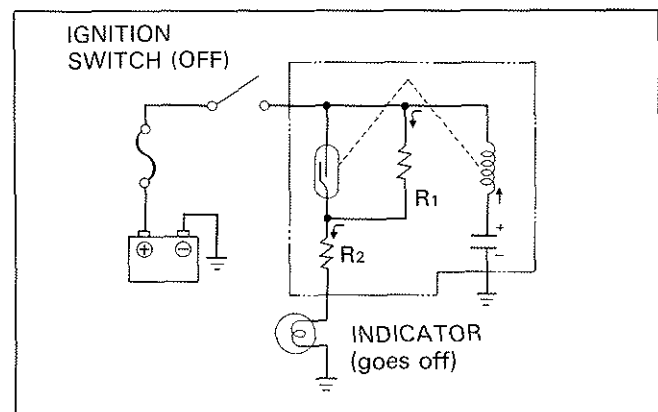 IGNITION
SWITCH (OFF)
R1
+
−
⊕ ⊖
R2
INDICATOR
(goes off)